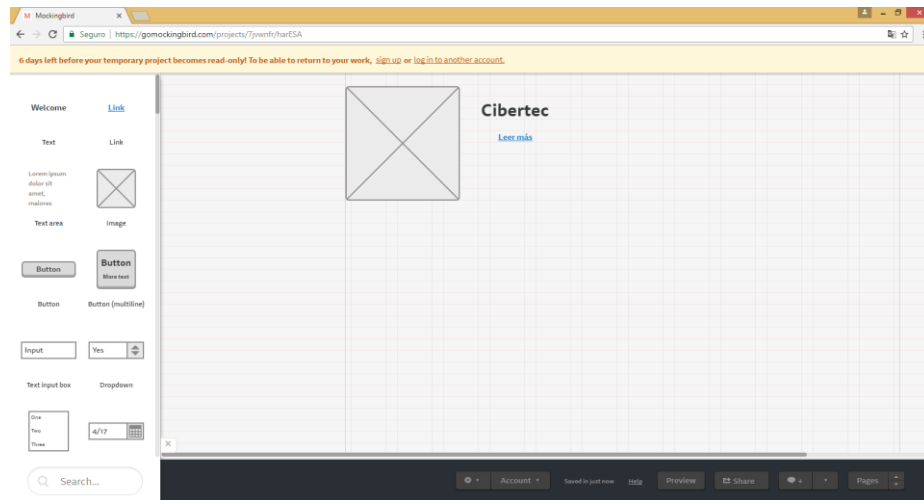 Mockingbird
Seguro | https://gomockingbird.com/projects/7jvwnfr/harESA
6 days left before your temporary project becomes read-only! To be able to return to your work, sign up or log in to another account.
Welcome
Link
Text
Link
Lorem ipsum
dolor sit
amet,
maiores
Text area
Image
Button
Button
More text
Button
Button (multiline)
Input
Yes
Text input box
Dropdown
One
Two
Three
4/17
Search...
Cibertec
Leer más
Account
Saved in just now
Help
Preview
Share
+
Pages